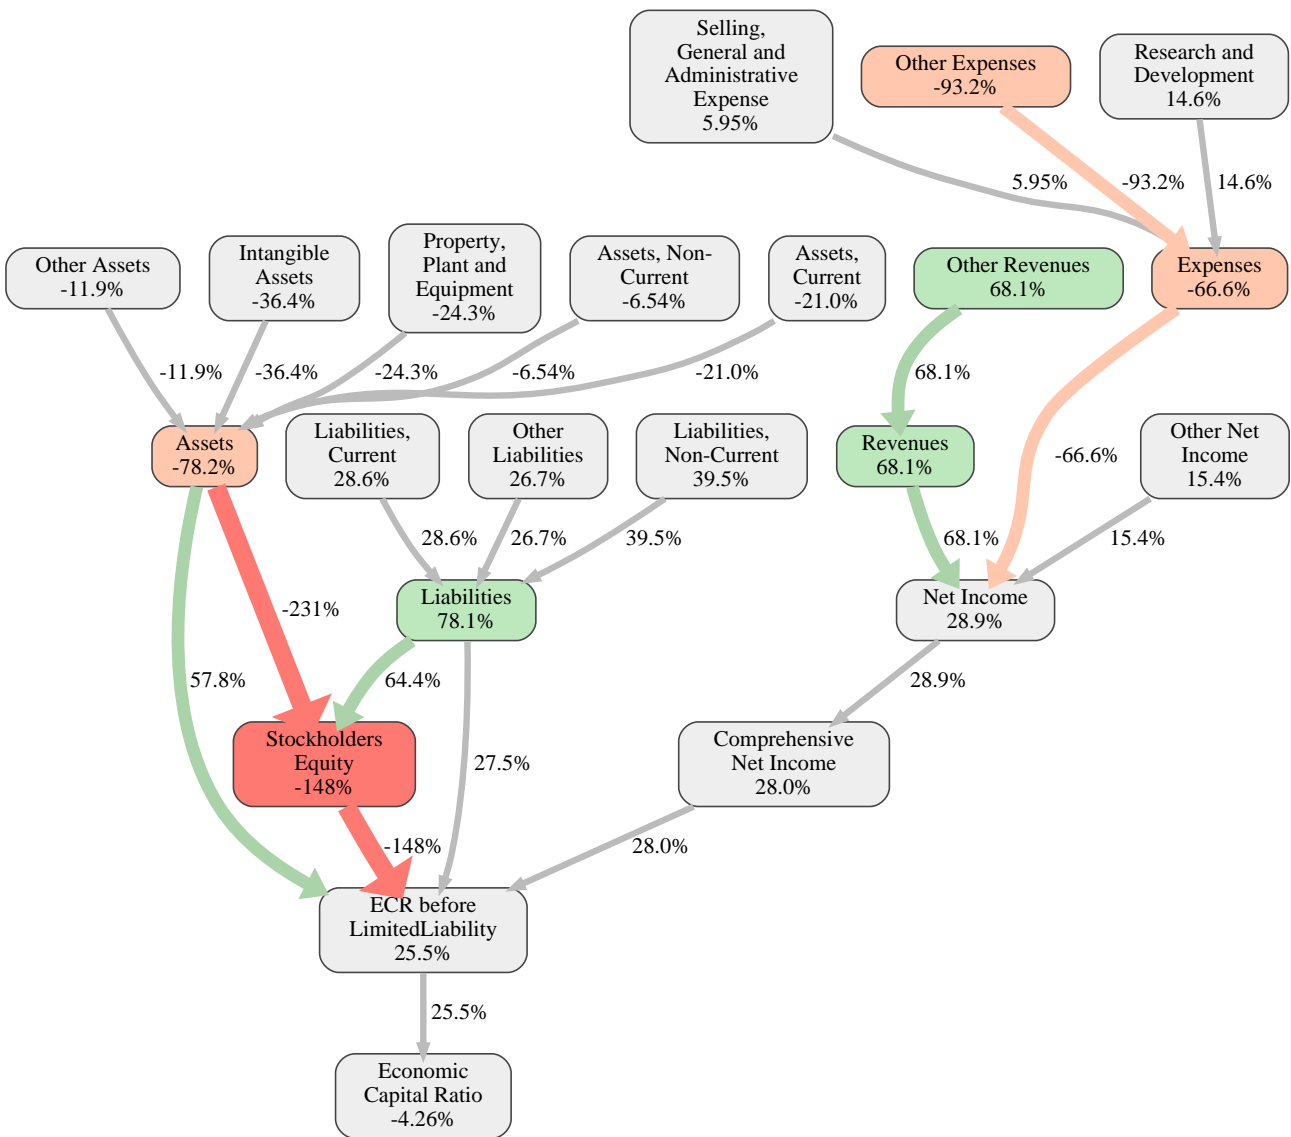 Selling,
General and
Administrative
Expense
5.95%
Other Expenses
-93.2%
Research and
Development
14.6%
5.95%
-93.2%
14.6%
Other Assets
-11.9%
Intangible
Assets
-36.4%
Property,
Plant and
Equipment
-24.3%
Assets, Non-
Current
-6.54%
Assets,
Current
-21.0%
Other Revenues
68.1%
Expenses
-66.6%
-11.9%
-36.4%
-24.3%
-6.54%
-21.0%
68.1%
-66.6%
Assets
-78.2%
Liabilities,
Current
28.6%
Other
Liabilities
26.7%
Liabilities,
Non-Current
39.5%
Revenues
68.1%
Other Net
Income
15.4%
28.6%
26.7%
39.5%
68.1%
15.4%
-231%
Liabilities
78.1%
Net Income
28.9%
57.8%
64.4%
28.9%
Stockholders
Equity
-148%
27.5%
Comprehensive
Net Income
28.0%
-148%
28.0%
ECR before
LimitedLiability
25.5%
25.5%
Economic
Capital Ratio
-4.26%